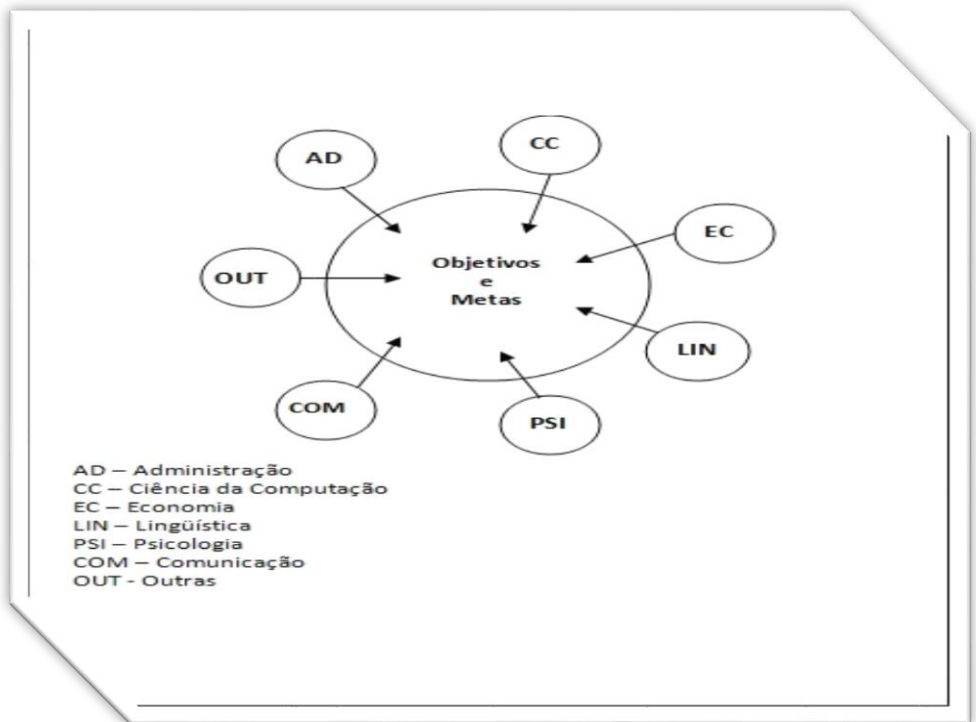 AD
CC
EC
OUT
Objetivos
e
Metas
LIN
COM
PSI
AD – Administração
CC – Ciência da Computação
EC – Economia
LIN – Lingüística
PSI – Psicologia
COM – Comunicação
OUT - Outras